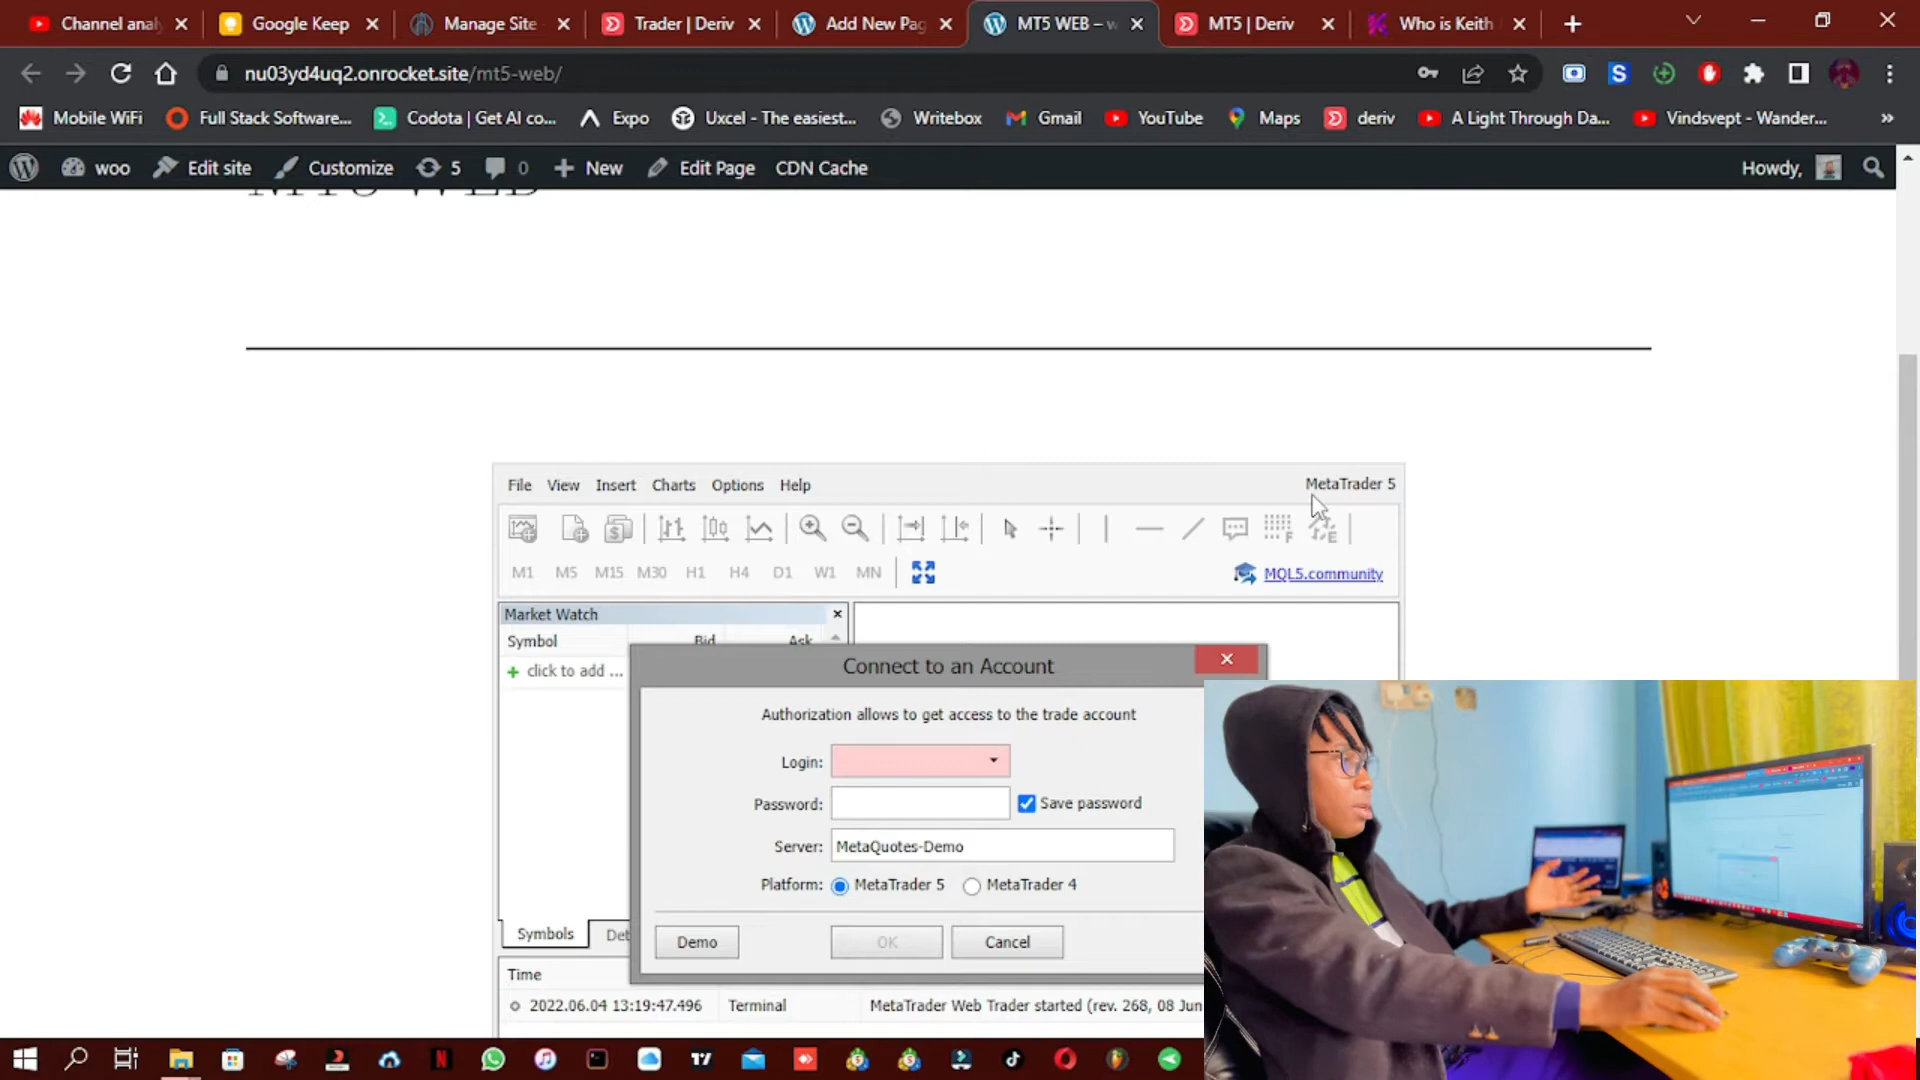 Channel anal
Google Keep
Manage Site
Trader | Deriv
Add New Pag
MT5 WEB – w
MT5 | Deriv
Who is Keith
nu03yd4uq2.onrocket.site/mt5-web/
Mobile WiFi
Full Stack Software...
Codota | Get AI co...
Expo
Uxcel - The easiest...
Writebox
Gmail
YouTube
Maps
deriv
A Light Through Da...
Vindsvept - Wander...
woo
Edit site
Customize
5
0
New
Edit Page
CDN Cache
Howdy,
MT5 WEB
File View Insert Charts Options Help
MetaTrader 5
M1 M5 M15 M30 H1 H4 D1 W1 MN
MQL5.community
Market Watch
Symbol Bid Ask
click to add ...
Connect to an Account
Authorization allows to get access to the trade account
Login:
Password:
Save password
Server: MetaQuotes-Demo
Platform: MetaTrader 5 MetaTrader 4
Demo OK Cancel
Symbols Det
Time
2022.06.04 13:19:47.496 Terminal MetaTrader Web Trader started (rev. 268, 08 Jun